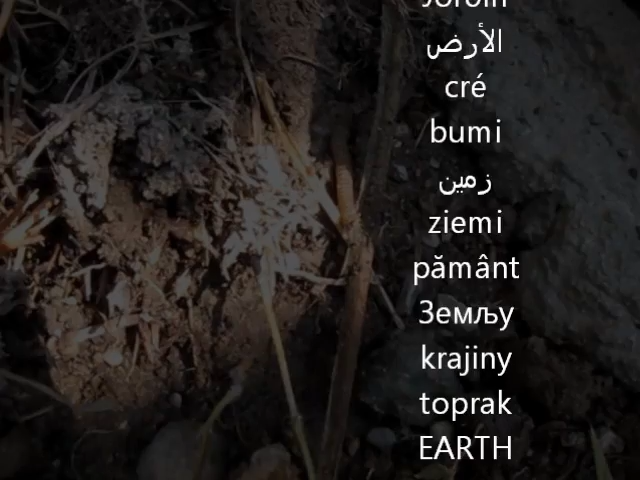 الأرض
cré
bumi
زمین
ziemi
pământ
Земљу
krajiny
toprak
EARTH